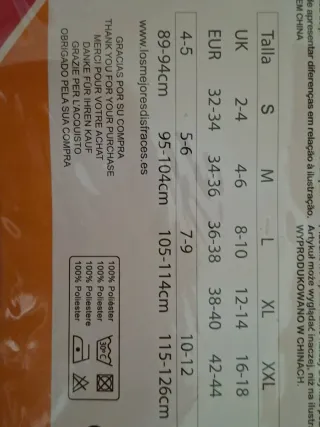 de apresentar diferenças em relação à ilustração. Artykuł może wyglądać inaczej, niż na ilustr
EM CHINA WYPRODUKOWANO W CHINACH.
Talla S M L XL XXL
UK 2-4 4-6 8-10 12-14 16-18
EUR 32-34 34-36 36-38 38-40 42-44
4-5 5-6 7-9 10-12
89-94cm 95-104cm 105-114cm 115-126cm
www.losmejoresdisfraces.es
GRACIAS POR SU COMPRA
THANK YOU FOR YOUR PURCHASE
MERCI POUR VOTRE ACHAT
DANKE FÜR IHREN KAUF
GRAZIE PER L'ACQUISTO
OBRIGADO PELA SUA COMPRA
100% Poliéster
100% Polyester
100% Poliestere
100% Polyester
30°C